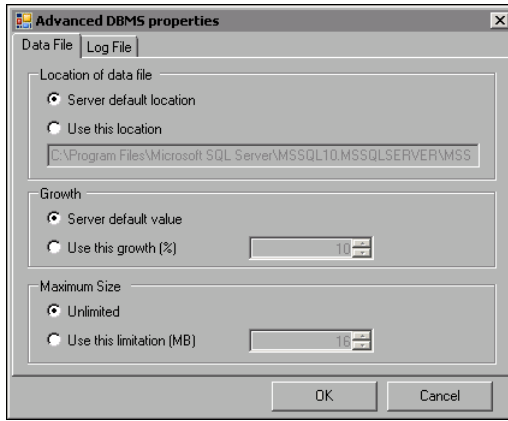 Advanced DBMS properties
Data File
Log File
Location of data file
Server default location
Use this location
C:\Program Files\Microsoft SQL Server\MSSQL10.MSSQLSERVER\MSS
Growth
Server default value
Use this growth (%)
10
Maximum Size
Unlimited
Use this limitation (MB)
16
OK
Cancel